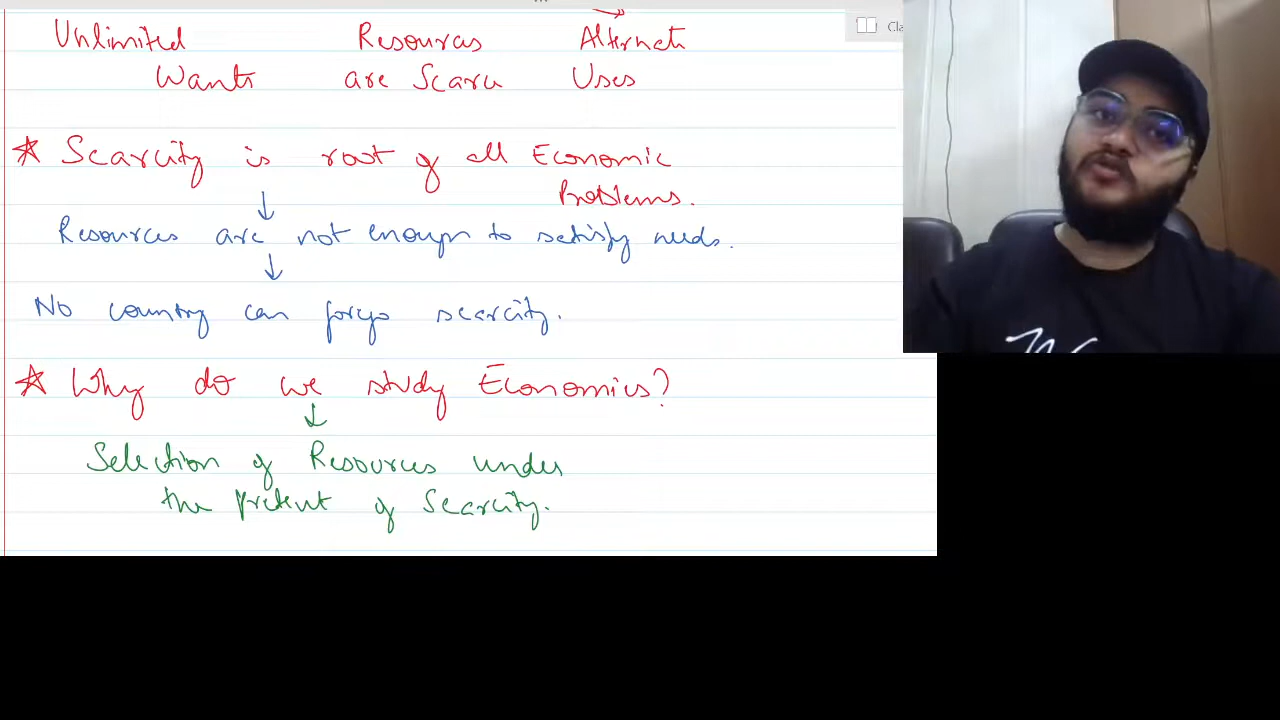 Unlimited Resources Alternate
Wants are Scarce Uses
Cla
☆ Scarcity is root of all Economic
Problems.
↓
Resources are not enough to satisfy needs.
↓
No country can forgo scarcity.
☆ Why do we study Economics?
↓
Selection of Resources under
the pretent of Scarcity.